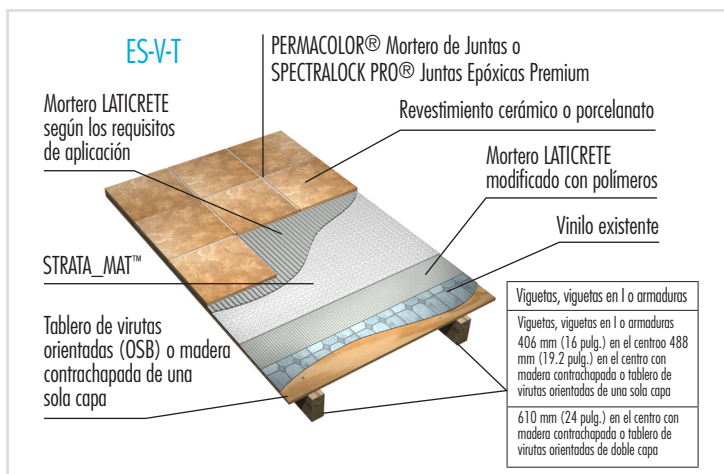 ES-V-T
PERMACOLOR® Mortero de Juntas o
SPECTRALOCK PRO® Juntas Epóxicas Premium
Mortero LATICRETE
según los requisitos
de aplicación
Revestimiento cerámico o porcelanato
Mortero LATICRETE
modificado con polímeros
Vinilo existente
STRATA_MAT™
Tablero de virutas
orientadas (OSB) o madera
contrachapada de una
sola capa
Viguetas, viguetas en I o armaduras
Viguetas, viguetas en I o armaduras
406 mm (16 pulg.) en el centroo 488
mm (19.2 pulg.) en el centro con
madera contrachapada o tablero de
virutas orientadas de una sola capa
610 mm (24 pulg.) en el centro con
madera contrachapada o tablero de
virutas orientadas de doble capa